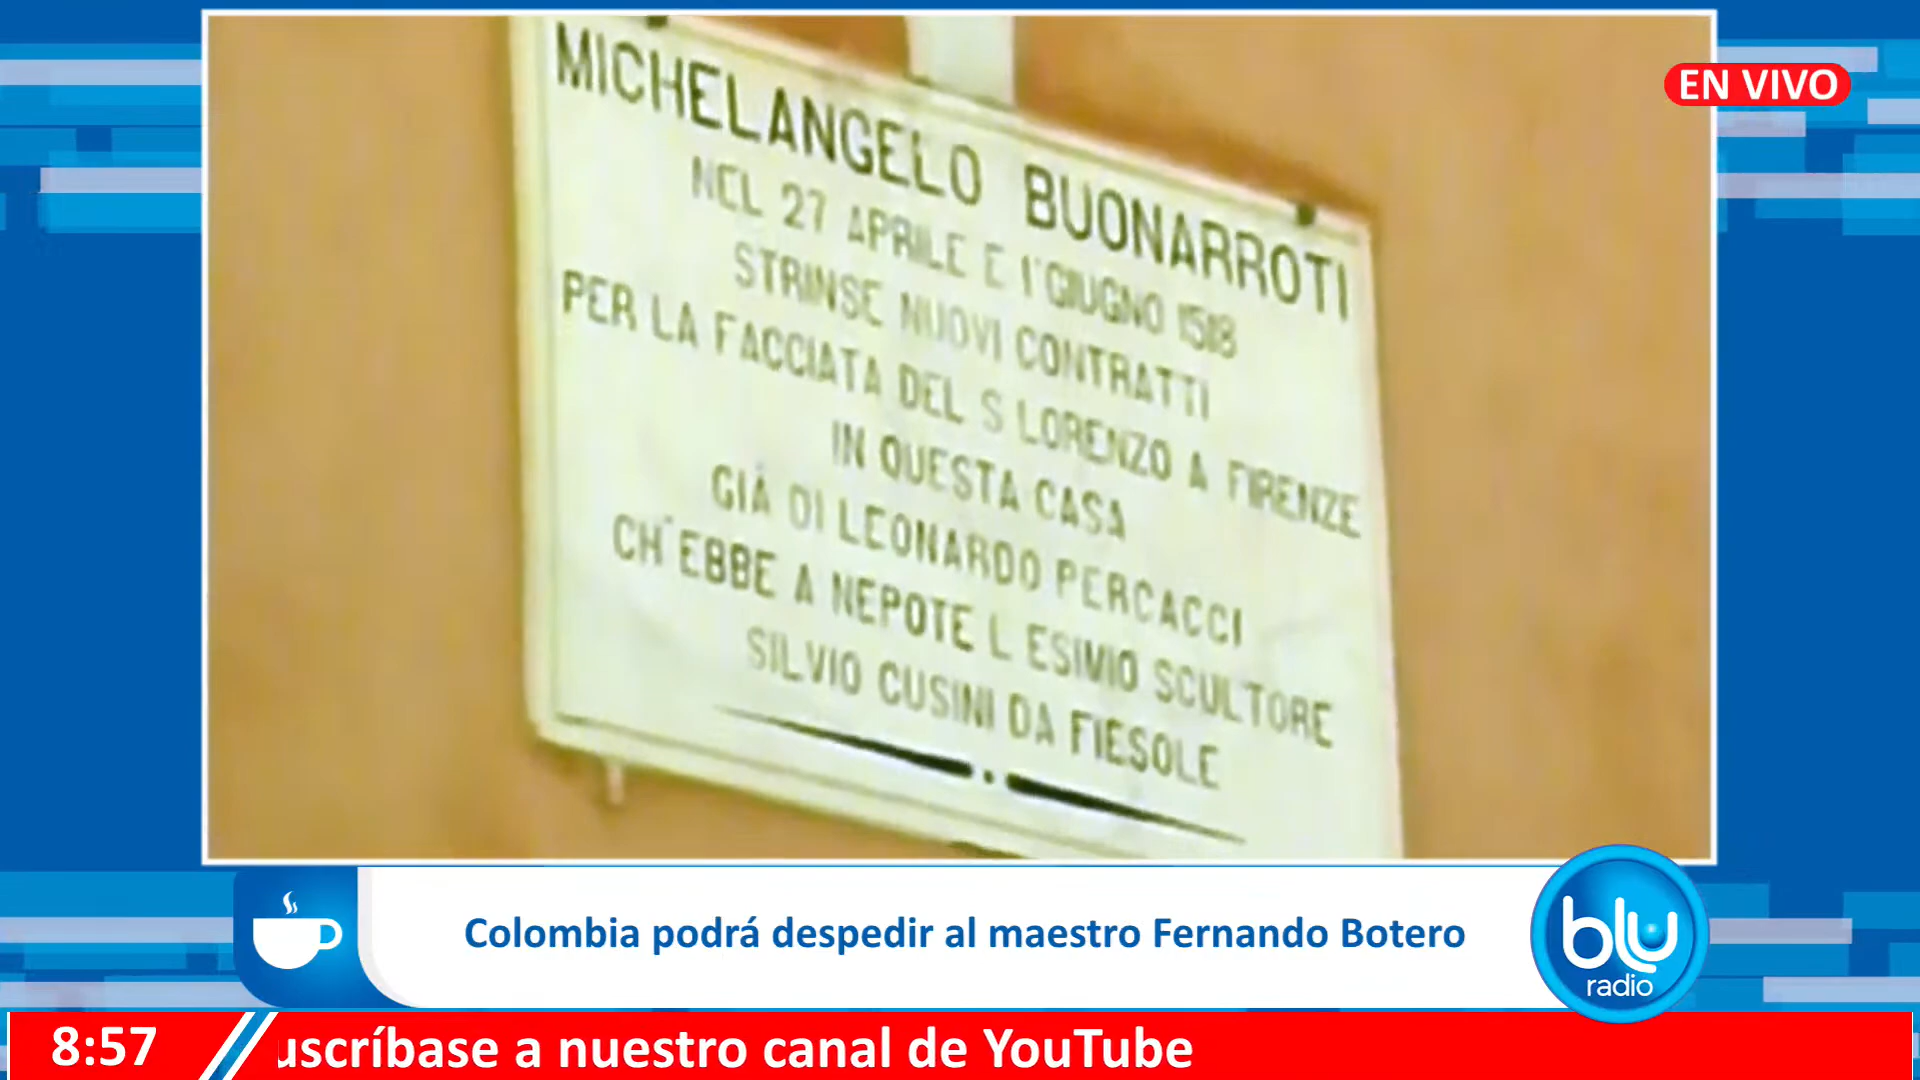 MICHELANGELO BUONARROTI
NEL 27 APRILE E 1° GIUGNO 1518
STRINSE NUOVI CONTRATTI
PER LA FACCIATA DEL S LORENZO A FIRENZE
IN QUESTA CASA
GIÀ DI LEONARDO PERCACCI
CH'EBBE A NEPOTE L ESIMIO SCULTORE
SILVIO CUSINI DA FIESOLE
EN VIVO
Colombia podrá despedir al maestro Fernando Botero
blu
radio
8:57
uscríbase a nuestro canal de YouTube